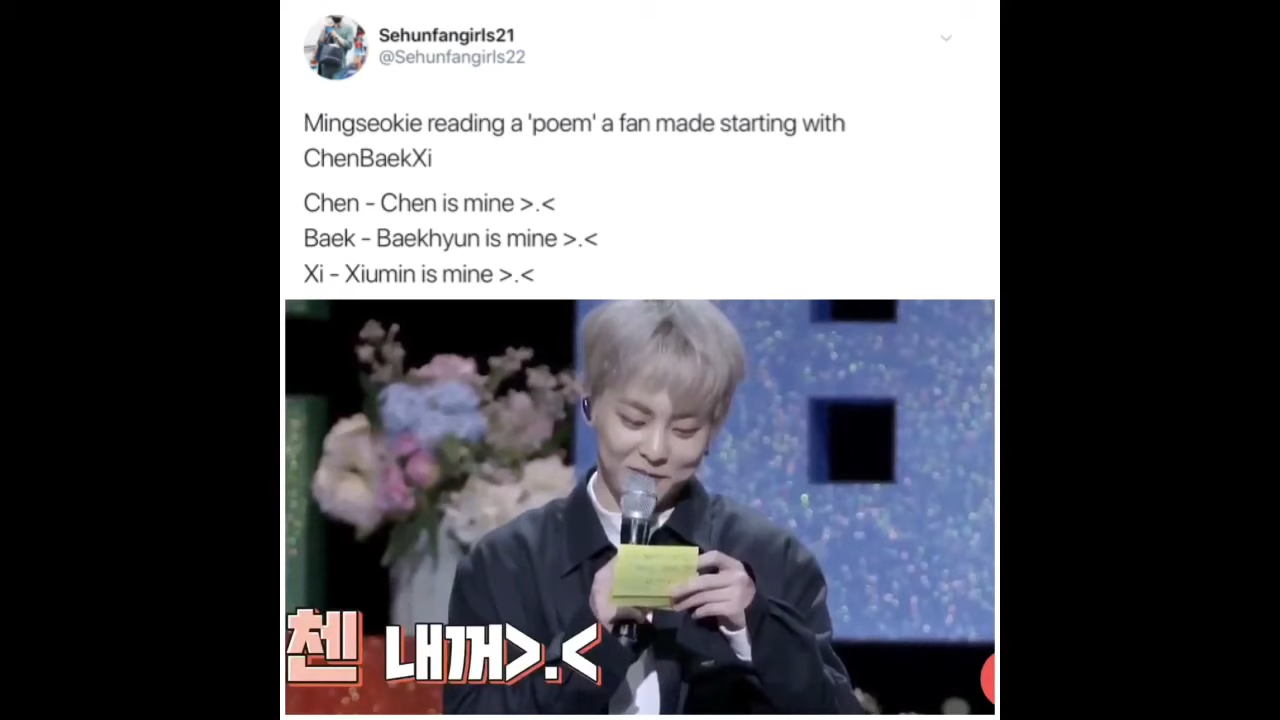 Sehunfangirls21
@Sehunfangirls22
Mingseokie reading a 'poem' a fan made starting with
ChenBaekXi
Chen - Chen is mine >.<
Baek - Baekhyun is mine >.<
Xi - Xiumin is mine >.<
첸 내꺼>.<